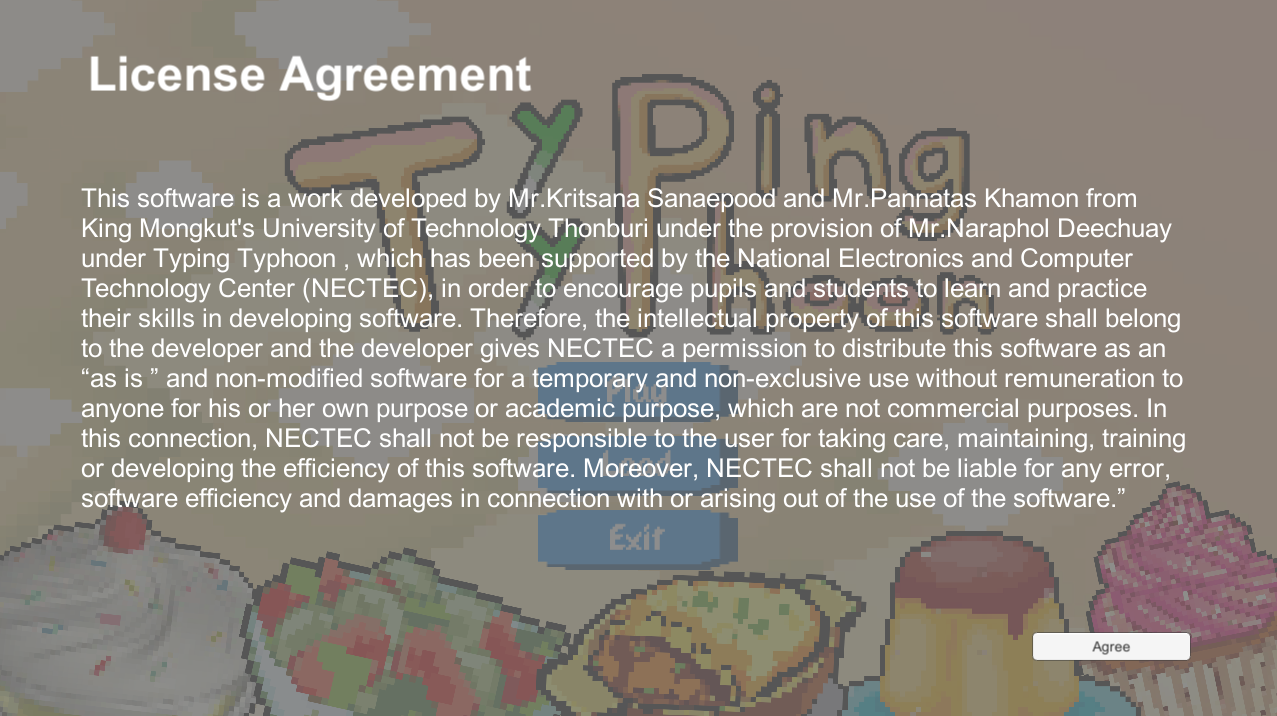 License Agreement
TyPing
TyPhoon
This software is a work developed by Mr.Kritsana Sanaepood and Mr.Pannatas Khamon from
King Mongkut's University of Technology Thonburi under the provision of Mr.Naraphol Deechuay
under Typing Typhoon , which has been supported by the National Electronics and Computer
Technology Center (NECTEC), in order to encourage pupils and students to learn and practice
their skills in developing software. Therefore, the intellectual property of this software shall belong
to the developer and the developer gives NECTEC a permission to distribute this software as an
“as is ” and non-modified software for a temporary and non-exclusive use without remuneration to
anyone for his or her own purpose or academic purpose, which are not commercial purposes. In
this connection, NECTEC shall not be responsible to the user for taking care, maintaining, training
or developing the efficiency of this software. Moreover, NECTEC shall not be liable for any error,
software efficiency and damages in connection with or arising out of the use of the software.”
Play
Exit
Agree